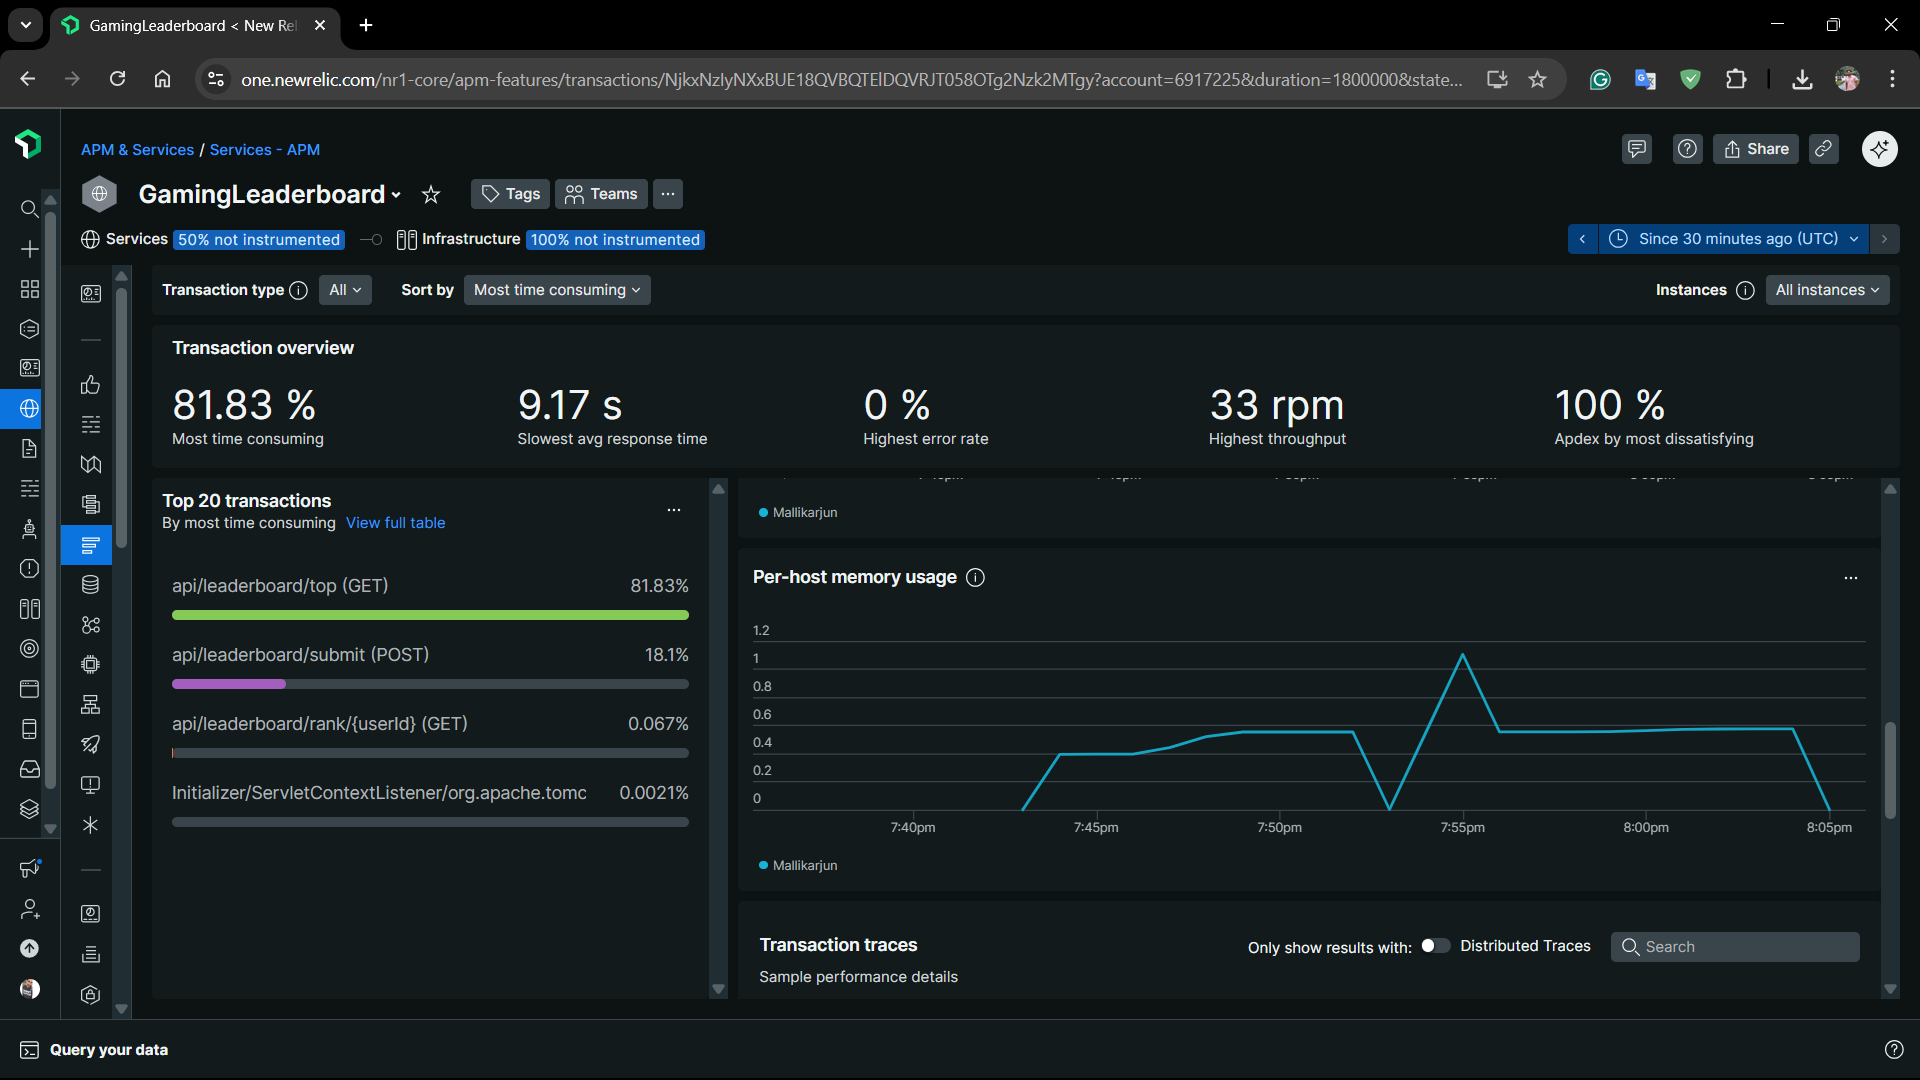 GamingLeaderboard < New Rel
one.newrelic.com/nr1-core/apm-features/transactions/NjkxNzIyNXxBUE18QVBQTElDQVRJT058OTg2Nzk2MTgy?account=6917225&duration=1800000&state...
APM & Services / Services - APM
Share
GamingLeaderboard
Tags
Teams
Services 50% not instrumented
Infrastructure 100% not instrumented
Since 30 minutes ago (UTC)
Transaction type
All
Sort by
Most time consuming
Instances
All instances
Transaction overview
81.83 %
Most time consuming
9.17 s
Slowest avg response time
0 %
Highest error rate
33 rpm
Highest throughput
100 %
Apdex by most dissatisfying
Top 20 transactions
By most time consuming View full table
api/leaderboard/top (GET) 81.83%
api/leaderboard/submit (POST) 18.1%
api/leaderboard/rank/{userId} (GET) 0.067%
Initializer/ServletContextListener/org.apache.tomc 0.0021%
Mallikarjun
Per-host memory usage
1.2
1
0.8
0.6
0.4
0.2
0
7:40pm 7:45pm 7:50pm 7:55pm 8:00pm 8:05pm
Mallikarjun
Transaction traces
Sample performance details
Only show results with: Distributed Traces
Search
Query your data